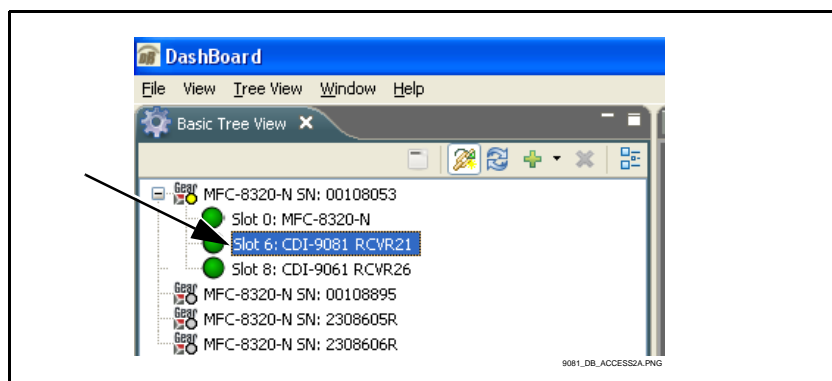 DashBoard
File View Tree View Window Help
Basic Tree View
MFC-8320-N SN: 00108053
Slot 0: MFC-8320-N
Slot 6: CDI-9081 RCVR21
Slot 8: CDI-9061 RCVR26
MFC-8320-N SN: 00108895
MFC-8320-N SN: 2308605R
MFC-8320-N SN: 2308606R
9081_DB_ACCESS2A.PNG